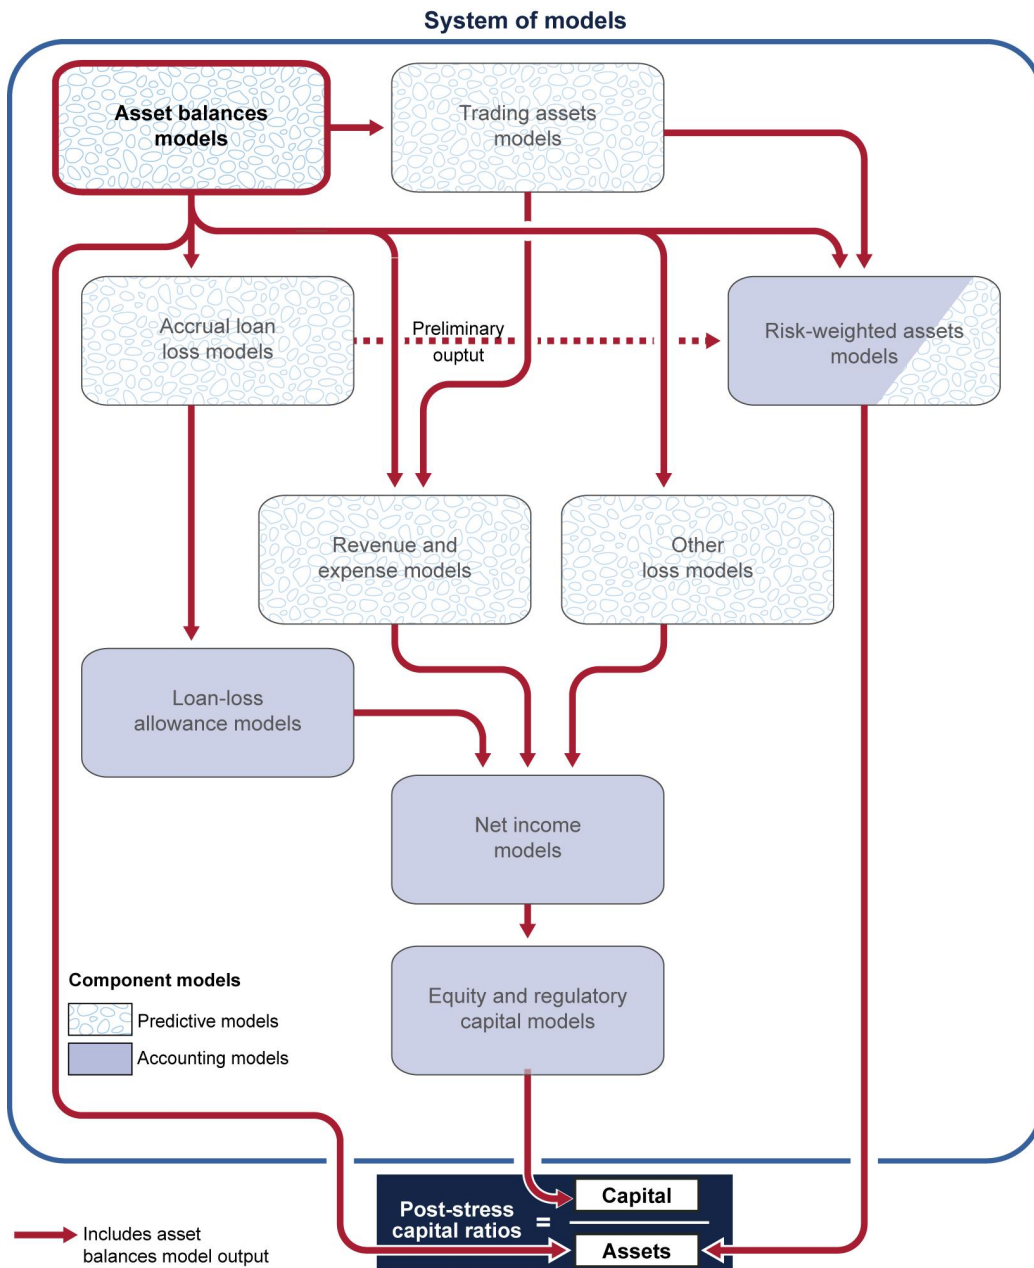 System of models
Asset balances
models
Trading assets
models
Accrual loan
loss models
Preliminary
ouptut
Risk-weighted assets
models
Revenue and
expense models
Other
loss models
Loan-loss
allowance models
Net income
models
Equity and regulatory
capital models
Component models
Predictive models
Accounting models
Post-stress
capital ratios
=
Capital
Assets
Includes asset
balances model output